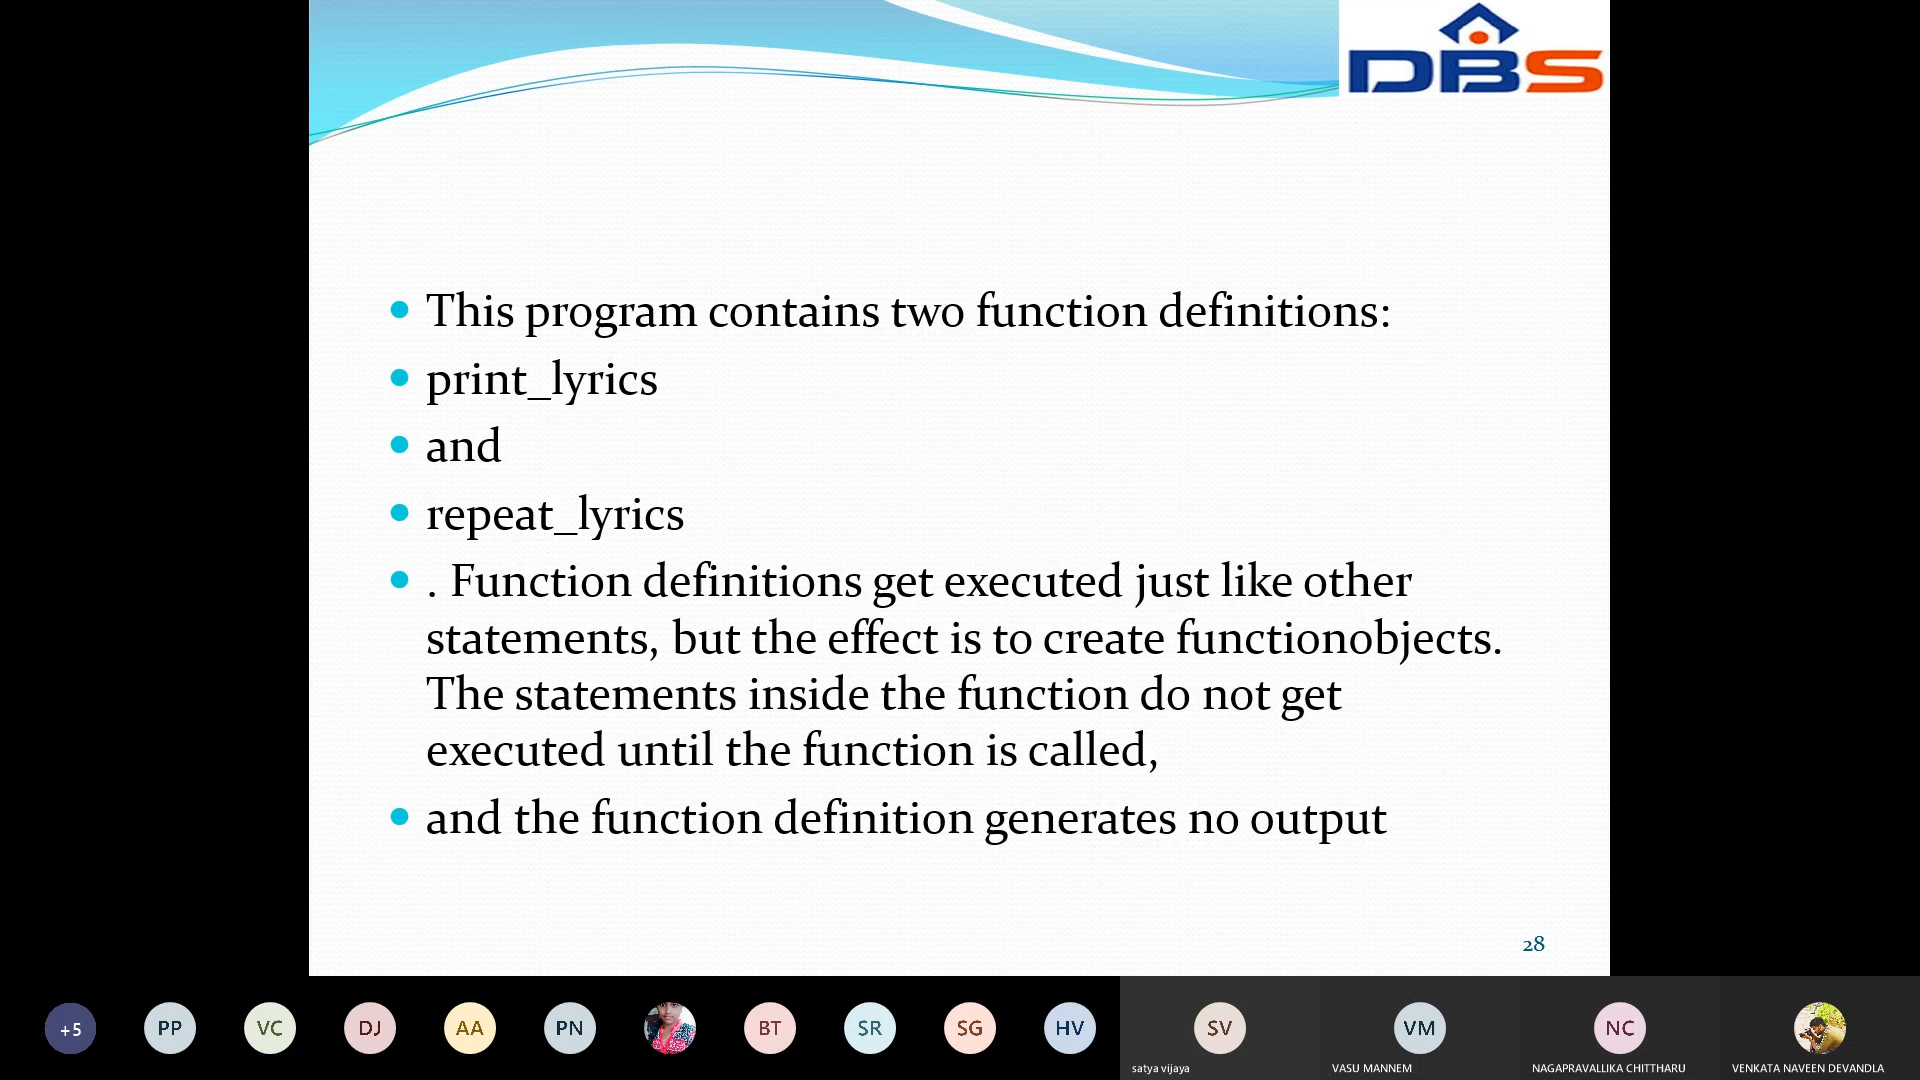 DBS
• This program contains two function definitions:
• print_lyrics
• and
• repeat_lyrics
• . Function definitions get executed just like other
statements, but the effect is to create functionobjects.
The statements inside the function do not get
executed until the function is called,
• and the function definition generates no output
28
+5
PP
VC
DJ
AA
PN
BT
SR
SG
HV
SV
VM
NC
satya vijaya
VASU MANNEM
NAGAPRAVALLIKA CHITTHARU
VENKATA NAVEEN DEVANDLA